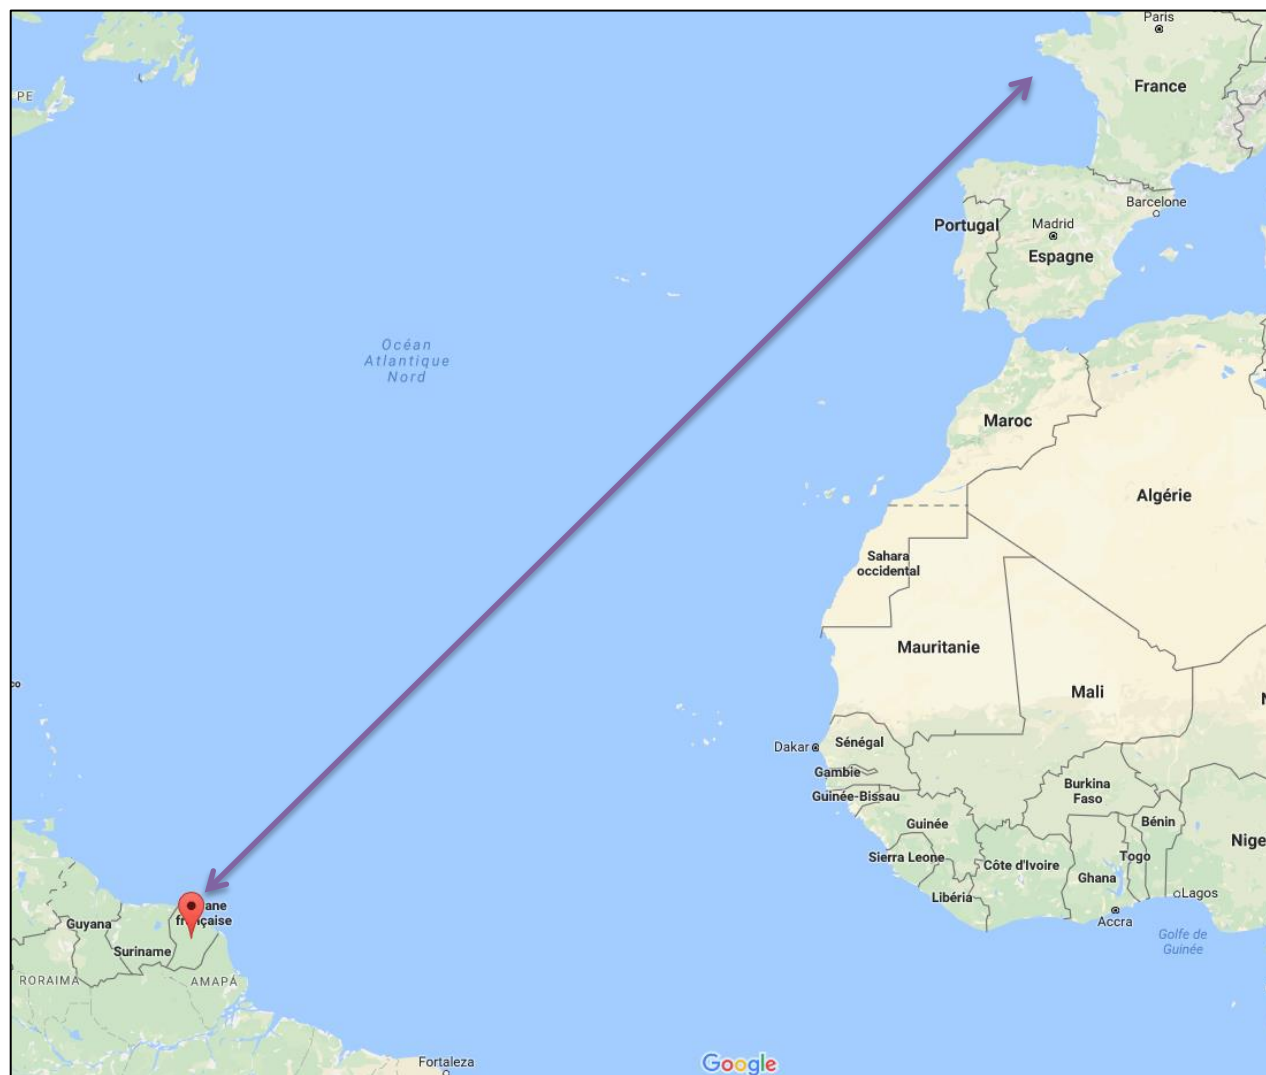 Paris
PE
France
Barcelone
Portugal
Madrid
Espagne
Océan
Atlantique
Nord
Maroc
Algérie
Sahara
occidental
Mauritanie
Mali
Dakar
Sénégal
Gambie
Guinée-Bissau
Burkina
Faso
Bénin
Guinée
Nige
Sierra Leone
Côte d'Ivoire
Togo
Ghana
Libéria
Lagos
Accra
Golfe de
Guinée
ane
française
Guyana
Suriname
RORAIMA
AMAPÁ
Fortaleza
Google